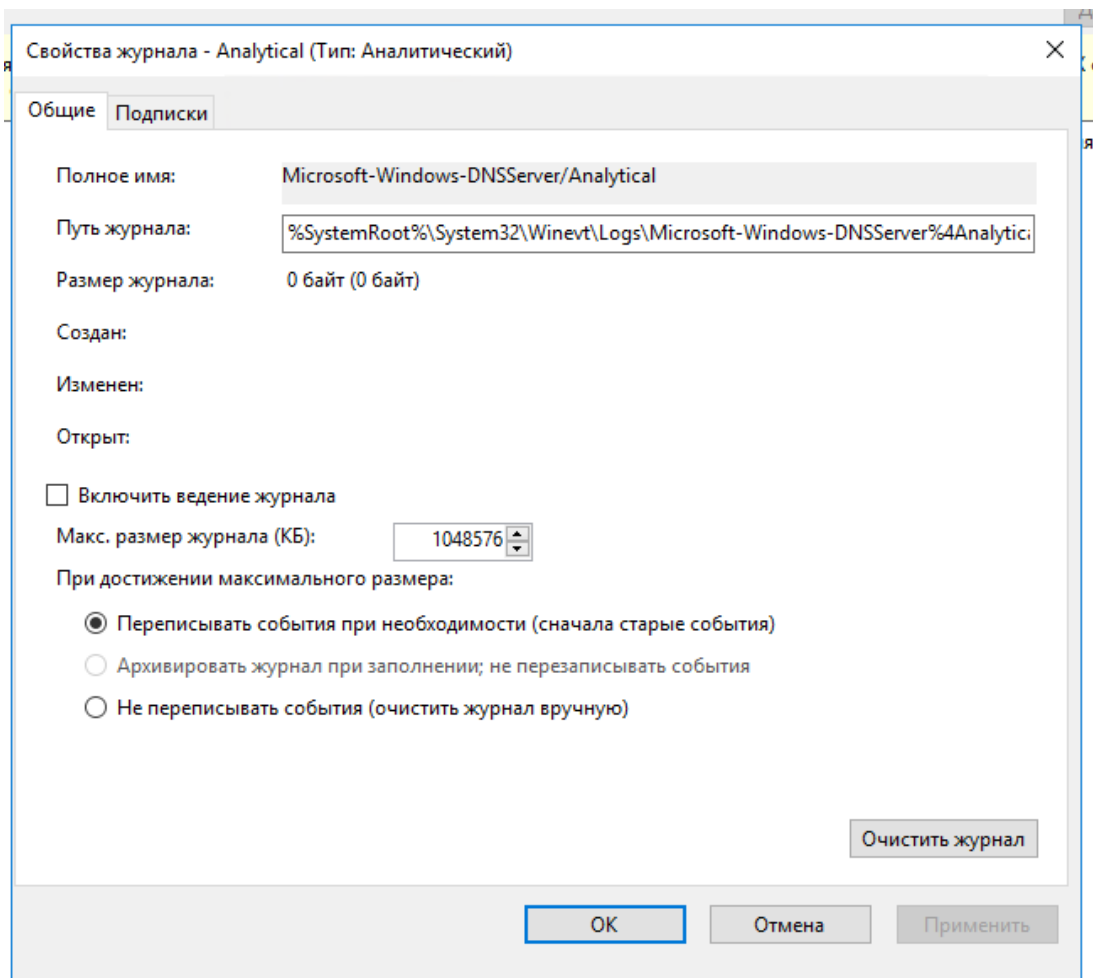 Свойства журнала - Analytical (Тип: Аналитический)
Общие
Подписки
Полное имя:
Microsoft-Windows-DNSServer/Analytical
Путь журнала:
%SystemRoot%\System32\Winevt\Logs\Microsoft-Windows-DNSServer%4Analytica
Размер журнала:
0 байт (0 байт)
Создан:
Изменен:
Открыт:
Включить ведение журнала
Макс. размер журнала (КБ):
1048576
При достижении максимального размера:
Переписывать события при необходимости (сначала старые события)
Архивировать журнал при заполнении; не перезаписывать события
Не переписывать события (очистить журнал вручную)
Очистить журнал
ОК
Отмена
Применить